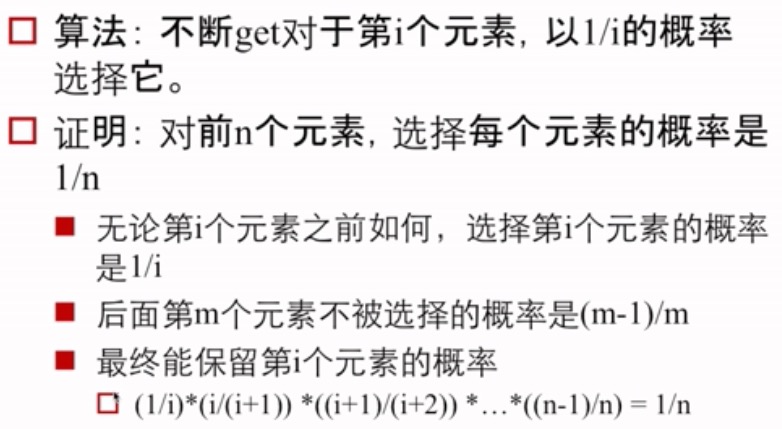 算法：不断get对于第i个元素，以1/i的概率
选择它。
证明：对前n个元素，选择每个元素的概率是
1/n
无论第i个元素之前如何，选择第i个元素的概率
是1/i
后面第m个元素不被选择的概率是(m-1)/m
最终能保留第i个元素的概率
(1/i)*(i/(i+1)) *((i+1)/(i+2)) *…*((n-1)/n) = 1/n